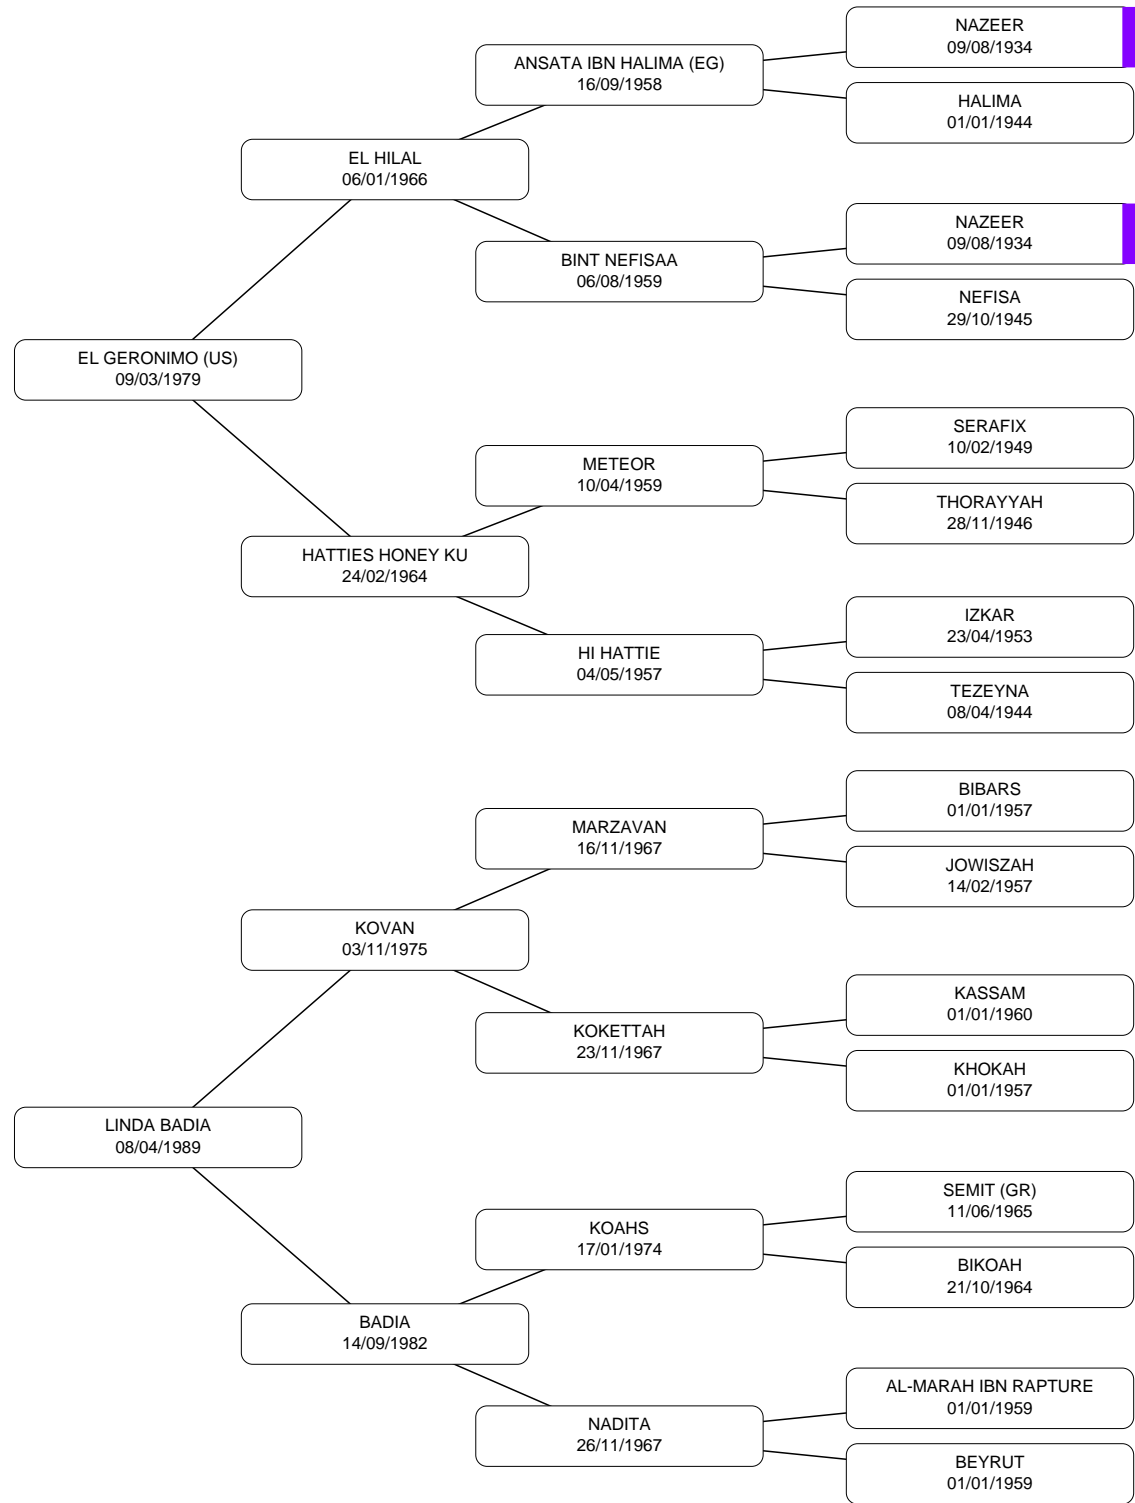 NAZEER
09/08/1934
ANSATA IBN HALIMA (EG)
16/09/1958
HALIMA
01/01/1944
EL HILAL
06/01/1966
NAZEER
09/08/1934
BINT NEFISAA
06/08/1959
NEFISA
29/10/1945
EL GERONIMO (US)
09/03/1979
SERAFIX
10/02/1949
METEOR
10/04/1959
THORAYYAH
28/11/1946
HATTIES HONEY KU
24/02/1964
IZKAR
23/04/1953
HI HATTIE
04/05/1957
TEZEYNA
08/04/1944
BIBARS
01/01/1957
MARZAVAN
16/11/1967
JOWISZAH
14/02/1957
KOVAN
03/11/1975
KASSAM
01/01/1960
KOKETTAH
23/11/1967
KHOKAH
01/01/1957
LINDA BADIA
08/04/1989
SEMIT (GR)
11/06/1965
KOAHS
17/01/1974
BIKOAH
21/10/1964
BADIA
14/09/1982
AL-MARAH IBN RAPTURE
01/01/1959
NADITA
26/11/1967
BEYRUT
01/01/1959